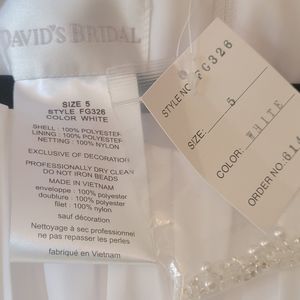 DAVID'S BRIDAL
SIZE 5
STYLE FG326
COLOR WHITE
SHELL : 100% POLYESTER
LINING : 100% POLYESTER
NETTING : 100% NYLON
EXCLUSIVE OF DECORATION
PROFESSIONALLY DRY CLEAN
DO NOT IRON BEADS
MADE IN VIETNAM
enveloppe : 100% polyester
doublure : 100% polyester
filet : 100% nylon
sauf décoration
Nettoyage à sec professionnel
ne pas repasser les perles
fabriqué en Vietnam
STYLE NO. FG326
SIZE: 5
COLOR: WHITE
ORDER NO.: 614